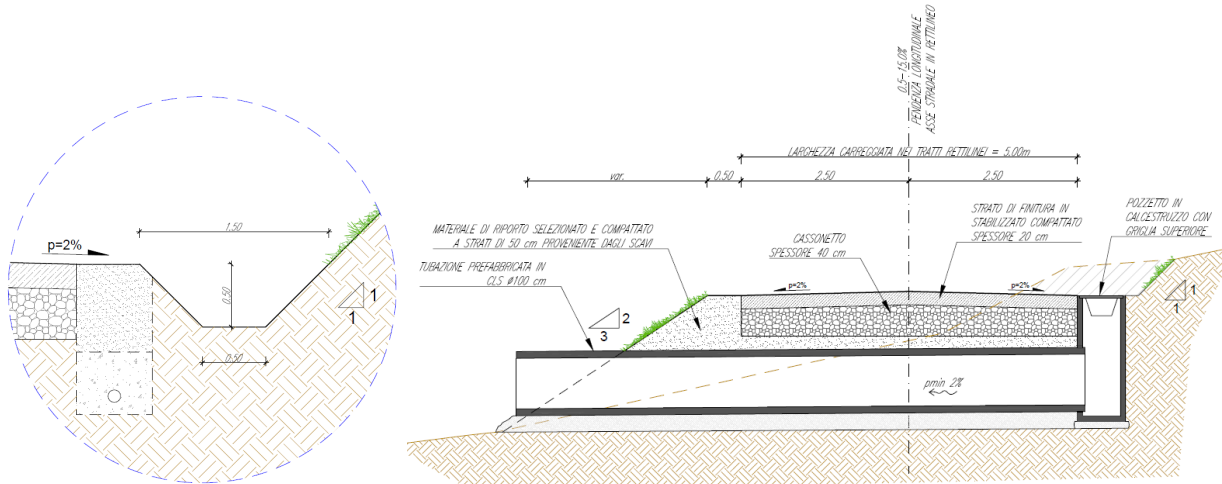 p=2%
1.50
0.50
0.50
1
1
0.5-15.0%
PENDENZA LONGITUDINALE
ASSE STRADALE IN RETTILINEO
LARGHEZZA CARREGGIATA NEI TRATTI RETTILINEI = 5.00m
var.
0.50
2.50
2.50
MATERIALE DI RIPORTO SELEZIONATO E COMPATTATO
A STRATI DI 50 cm PROVENIENTE DAGLI SCAVI
TUBAZIONE PREFABBRICATA IN
CLS Ø100 cm
CASSONETTO
SPESSORE 40 cm
STRATO DI FINITURA IN
STABILIZZATO COMPATTATO
SPESSORE 20 cm
POZZETTO IN
CALCESTRUZZO CON
GRIGLIA SUPERIORE
p=2%
p=2%
2
3
1
1
pmin 2%